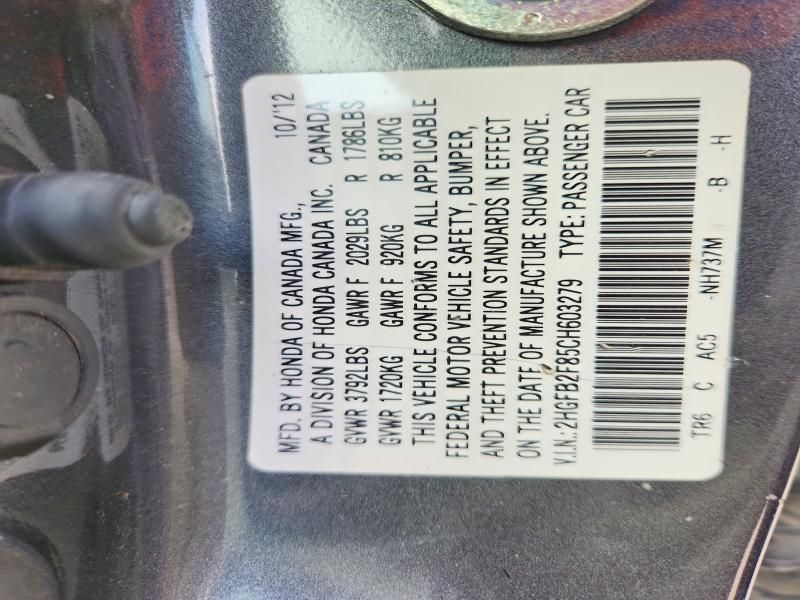 MFD. BY HONDA OF CANADA MFG., 10/'12
A DIVISION OF HONDA CANADA INC. CANADA
GVWR 3792LBS GAWR F 2029LBS R 1786LBS
GVWR 1720KG GAWR F 920KG R 810KG
THIS VEHICLE CONFORMS TO ALL APPLICABLE
FEDERAL MOTOR VEHICLE SAFETY, BUMPER,
AND THEFT PREVENTION STANDARDS IN EFFECT
ON THE DATE OF MANUFACTURE SHOWN ABOVE.
V.I.N.: 2HGFB2F85CH603279 TYPE: PASSENGER CAR
TR6 C AC5 -NH737M -B -H